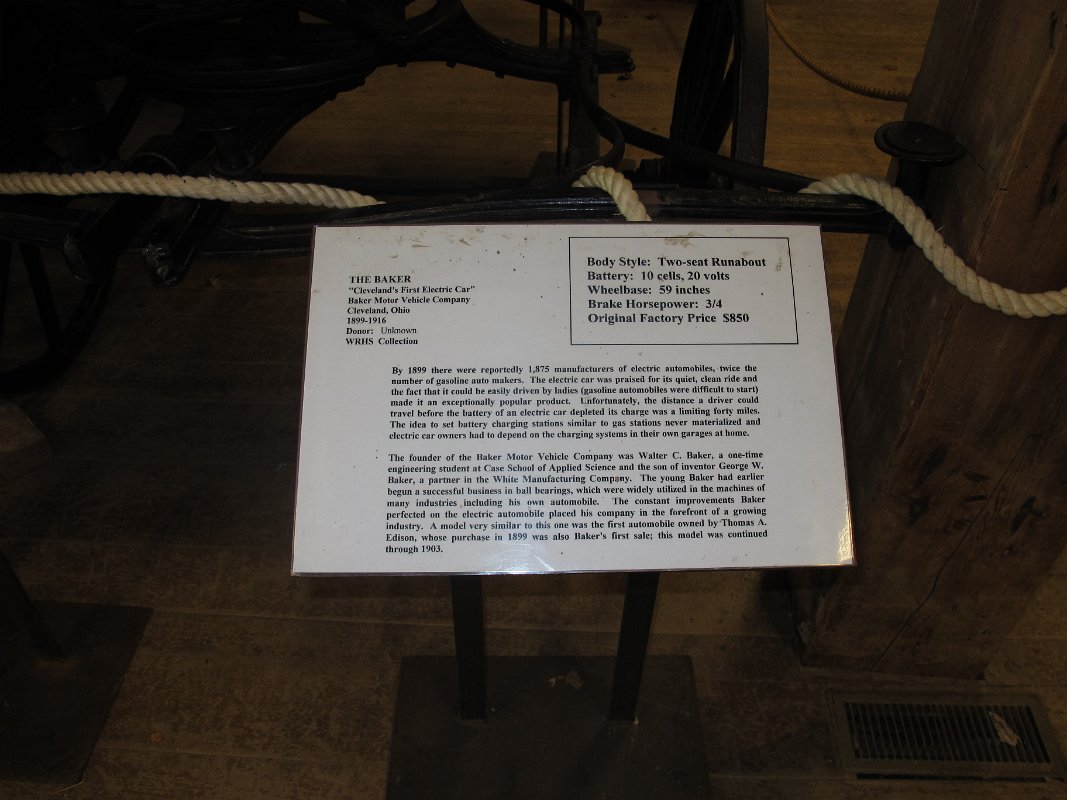 THE BAKER
"Cleveland's First Electric Car"
Baker Motor Vehicle Company
Cleveland, Ohio
1899-1916
Donor: Unknown
WRHS Collection
Body Style: Two-seat Runabout
Battery: 10 cells, 20 volts
Wheelbase: 59 inches
Brake Horsepower: 3/4
Original Factory Price $850
By 1899 there were reportedly 1,875 manufacturers of electric automobiles, twice the
number of gasoline auto makers. The electric car was praised for its quiet, clean ride and
the fact that it could be easily driven by ladies (gasoline automobiles were difficult to start)
made it an exceptionally popular product. Unfortunately, the distance a driver could
travel before the battery of an electric car depleted its charge was a limiting forty miles.
The idea to set battery charging stations similar to gas stations never materialized and
electric car owners had to depend on the charging systems in their own garages at home.
The founder of the Baker Motor Vehicle Company was Walter C. Baker, a one-time
engineering student at Case School of Applied Science and the son of inventor George W.
Baker, a partner in the White Manufacturing Company. The young Baker had earlier
begun a successful business in ball bearings, which were widely utilized in the machines of
many industries including his own automobile. The constant improvements Baker
perfected on the electric automobile placed his company in the forefront of a growing
industry. A model very similar to this one was the first automobile owned by Thomas A.
Edison, whose purchase in 1899 was also Baker's first sale; this model was continued
through 1903.